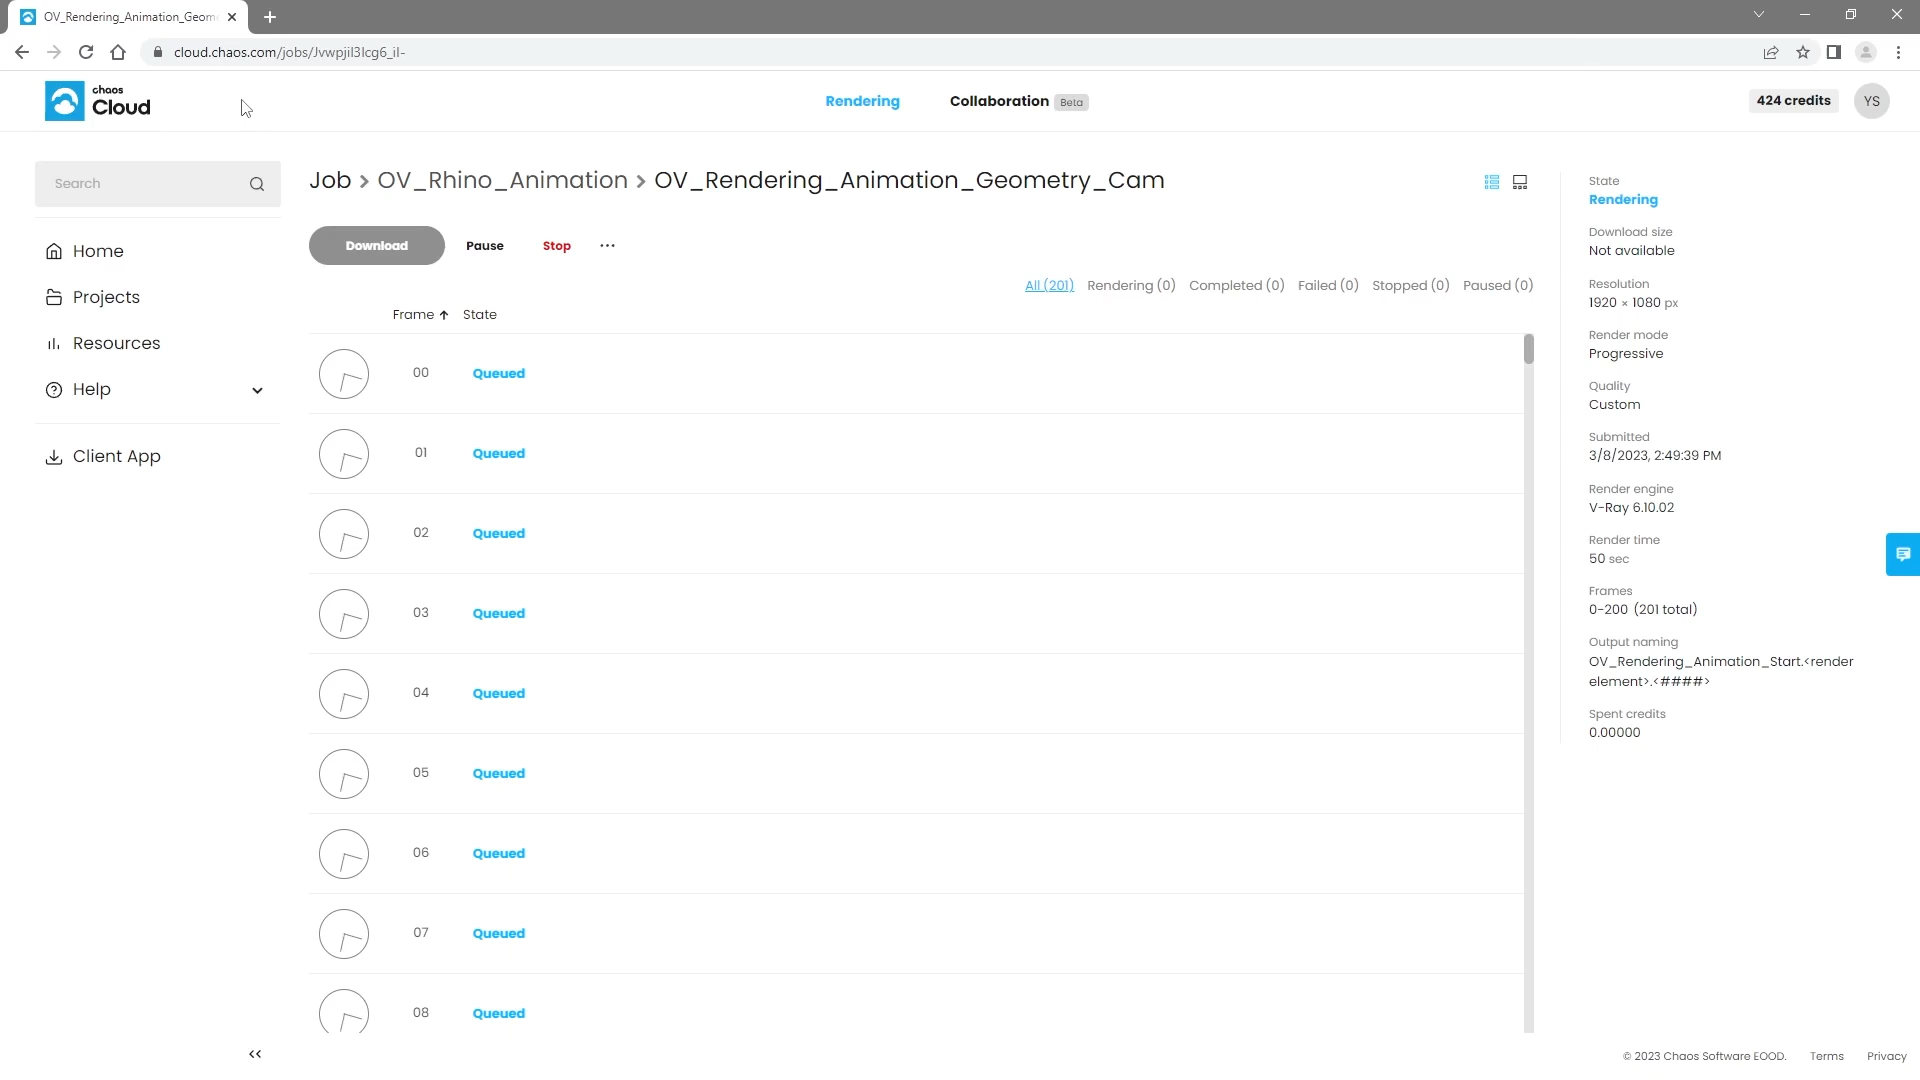 OV_Rendering_Animation_Geom
cloud.chaos.com/jobs/Jvwpjil3Icg6_iI-
chaos
Cloud
Rendering
Collaboration Beta
424 credits
YS
Search
Home
Projects
Resources
Help
Client App
Job > OV_Rhino_Animation > OV_Rendering_Animation_Geometry_Cam
Download
Pause
Stop
...
All (201) Rendering (0) Completed (0) Failed (0) Stopped (0) Paused (0)
Frame ↑ State
00 Queued
01 Queued
02 Queued
03 Queued
04 Queued
05 Queued
06 Queued
07 Queued
08 Queued
State
Rendering
Download size
Not available
Resolution
1920 × 1080 px
Render mode
Progressive
Quality
Custom
Submitted
3/8/2023, 2:49:39 PM
Render engine
V-Ray 6.10.02
Render time
50 sec
Frames
0-200 (201 total)
Output naming
OV_Rendering_Animation_Start.<render
element>.<####>
Spent credits
0.00000
© 2023 Chaos Software EOOD. Terms Privacy